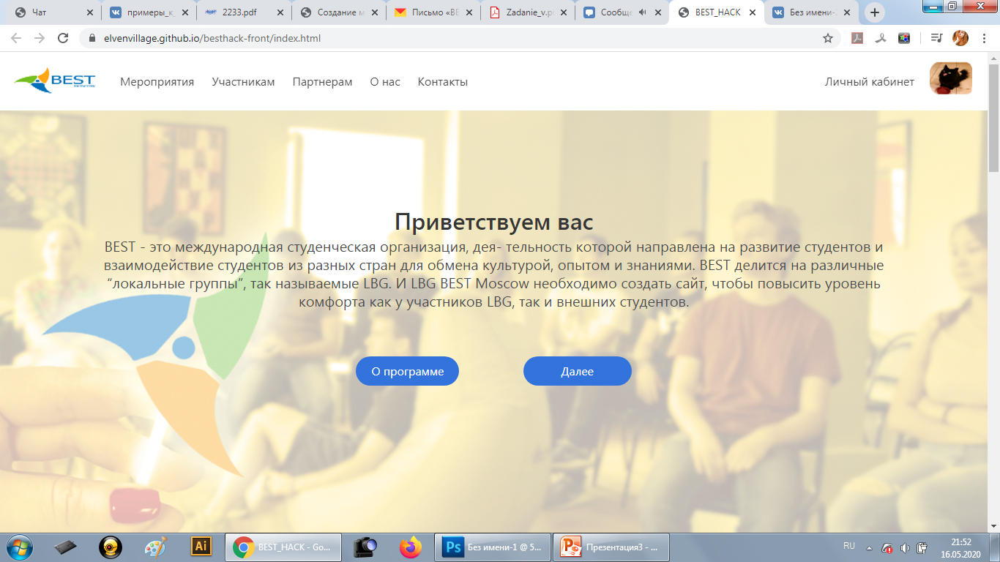 Чат
примеры_к
2233.pdf
Создание м
Письмо «BE
Zadanie_v.p
Сообще
BEST_HACK
Без имени-
elvenvillage.github.io/besthack-front/index.html
BEST
MOSCOW
Мероприятия
Участникам
Партнерам
О нас
Контакты
Личный кабинет
Приветствуем вас
BEST - это международная студенческая организация, дея- тельность которой направлена на развитие студентов и
взаимодействие студентов из разных стран для обмена культурой, опытом и знаниями. BEST делится на различные
“локальные группы”, так называемые LBG. И LBG BEST Moscow необходимо создать сайт, чтобы повысить уровень
комфорта как у участников LBG, так и внешних студентов.
О программе
Далее
Ai
BEST_HACK - Go...
Ps
Без имени-1 @ 5...
Презентация3 - ...
RU
21:52
16.05.2020